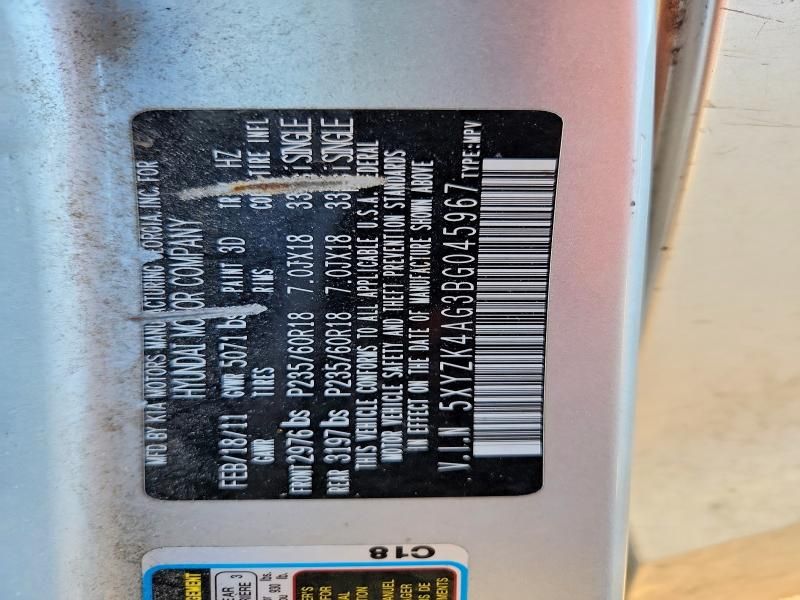 MFD BY KIA MOTORS MANUFACTURING GEORGIA, INC. FOR
HYUNDAI MOTOR COMPANY
FEB/18/11 GVWR 5071 lbs PAINT 3D TR HZ
GAWR TIRES RIMS COLD TIRE INFL
FRONT 2976 lbs P235/60R18 7.0JX18 33 SINGLE
REAR 3197 lbs P235/60R18 7.0JX18 33 SINGLE
THIS VEHICLE CONFORMS TO ALL APPLICABLE U.S.A. FEDERAL
MOTOR VEHICLE SAFETY AND THEFT PREVENTION STANDARDS
IN EFFECT ON THE DATE OF MANUFACTURE SHOWN ABOVE
V.I.N 5XYZK4AG3BG045967 TYPE:MPV
C18